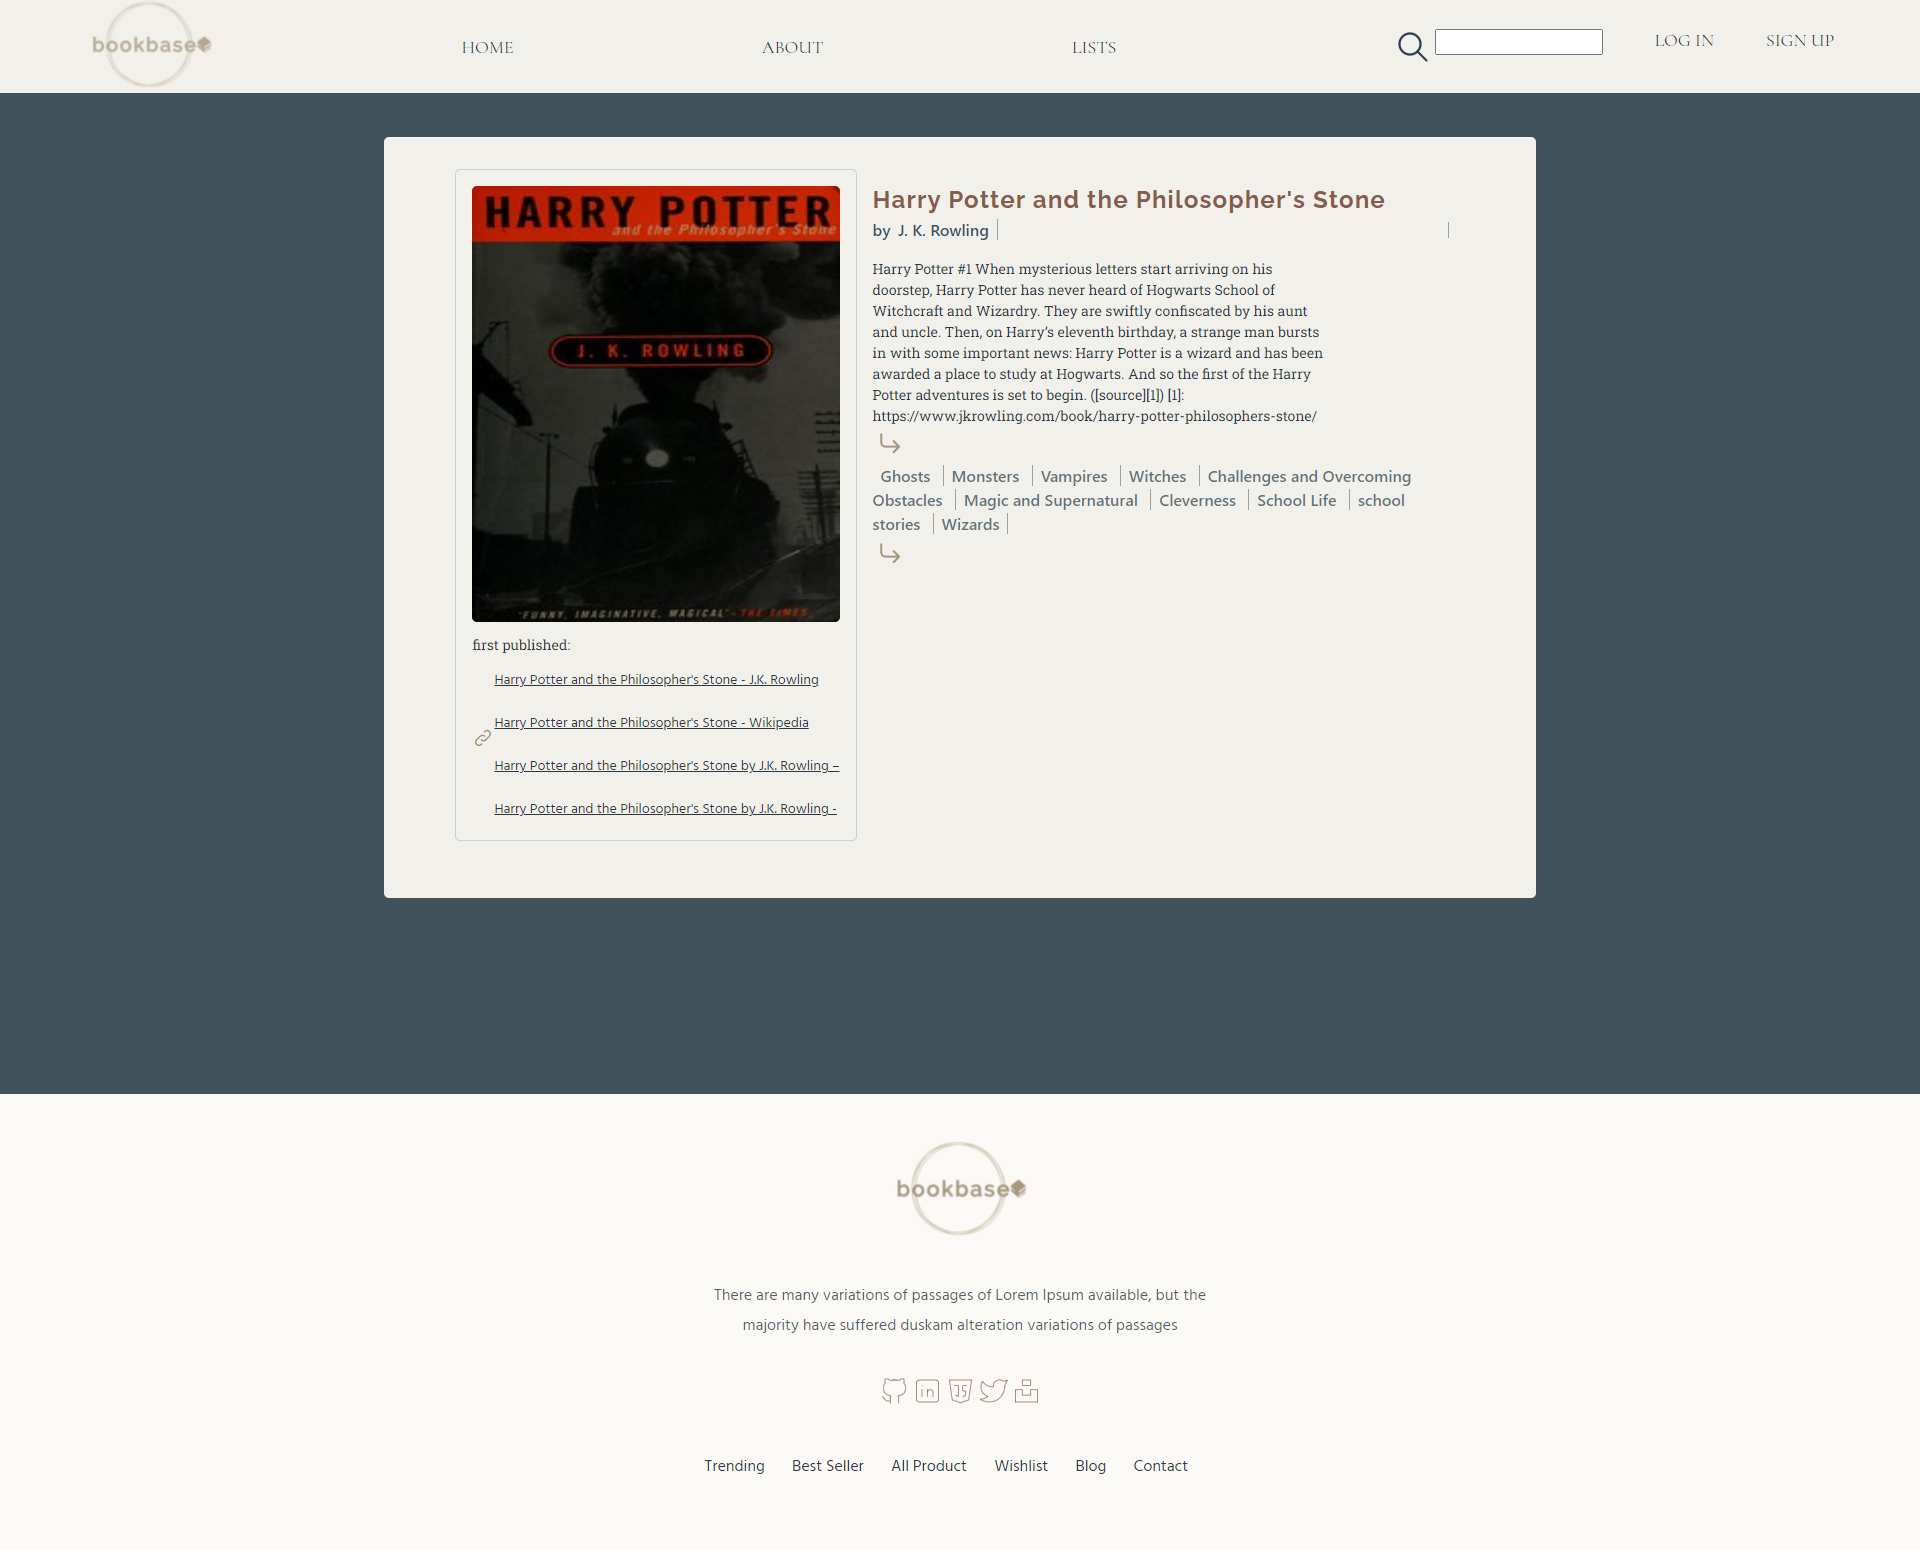 bookbase
HOME
ABOUT
LISTS
LOG IN
SIGN UP
HARRY POTTER
and the Philosopher's Stone
J. K. ROWLING
'FUNNY, IMAGINATIVE, MAGICAL' - THE TIMES
first published:
Harry Potter and the Philosopher's Stone - J.K. Rowling
Harry Potter and the Philosopher's Stone - Wikipedia
Harry Potter and the Philosopher's Stone by J.K. Rowling –
Harry Potter and the Philosopher's Stone by J.K. Rowling -
Harry Potter and the Philosopher's Stone
by J. K. Rowling
Harry Potter #1 When mysterious letters start arriving on his
doorstep, Harry Potter has never heard of Hogwarts School of
Witchcraft and Wizardry. They are swiftly confiscated by his aunt
and uncle. Then, on Harry’s eleventh birthday, a strange man bursts
in with some important news: Harry Potter is a wizard and has been
awarded a place to study at Hogwarts. And so the first of the Harry
Potter adventures is set to begin. ([source][1]) [1]:
https://www.jkrowling.com/book/harry-potter-philosophers-stone/
Ghosts Monsters Vampires Witches Challenges and Overcoming
Obstacles Magic and Supernatural Cleverness School Life school
stories Wizards
bookbase
There are many variations of passages of Lorem Ipsum available, but the
majority have suffered duskam alteration variations of passages
in JS
Trending Best Seller All Product Wishlist Blog Contact